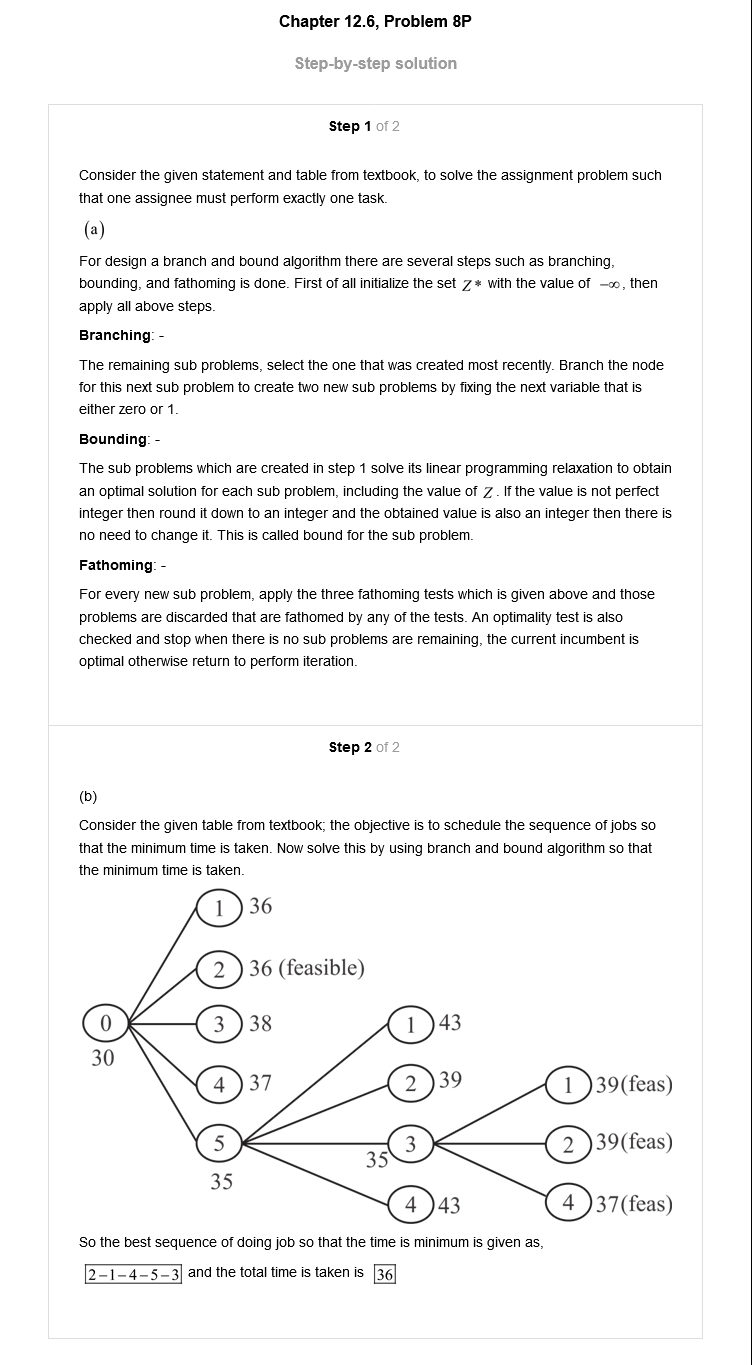 Chapter 12.6, Problem 8P
Step-by-step solution
Step 1 of 2
Consider the given statement and table from textbook, to solve the assignment problem such
that one assignee must perform exactly one task.
(a)
For design a branch and bound algorithm there are several steps such as branching,
bounding, and fathoming is done. First of all initialize the set Z* with the value of −∞, then
apply all above steps.
Branching: -
The remaining sub problems, select the one that was created most recently. Branch the node
for this next sub problem to create two new sub problems by fixing the next variable that is
either zero or 1.
Bounding: -
The sub problems which are created in step 1 solve its linear programming relaxation to obtain
an optimal solution for each sub problem, including the value of Z. If the value is not perfect
integer then round it down to an integer and the obtained value is also an integer then there is
no need to change it. This is called bound for the sub problem.
Fathoming: -
For every new sub problem, apply the three fathoming tests which is given above and those
problems are discarded that are fathomed by any of the tests. An optimality test is also
checked and stop when there is no sub problems are remaining, the current incumbent is
optimal otherwise return to perform iteration.
Step 2 of 2
(b)
Consider the given table from textbook; the objective is to schedule the sequence of jobs so
that the minimum time is taken. Now solve this by using branch and bound algorithm so that
the minimum time is taken.
1 36
2 36 (feasible)
0 3 38 1 43
30
4 37 2 39 1 39(feas)
5 3 2 39(feas)
35
35
4 43 4 37(feas)
So the best sequence of doing job so that the time is minimum is given as,
2−1−4−5−3 and the total time is taken is 36